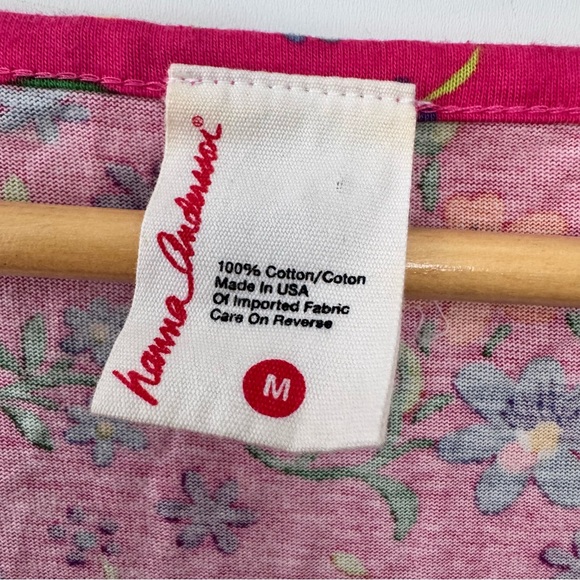 hanna Andersson®
100% Cotton/Coton
Made In USA
Of Imported Fabric
Care On Reverse
M